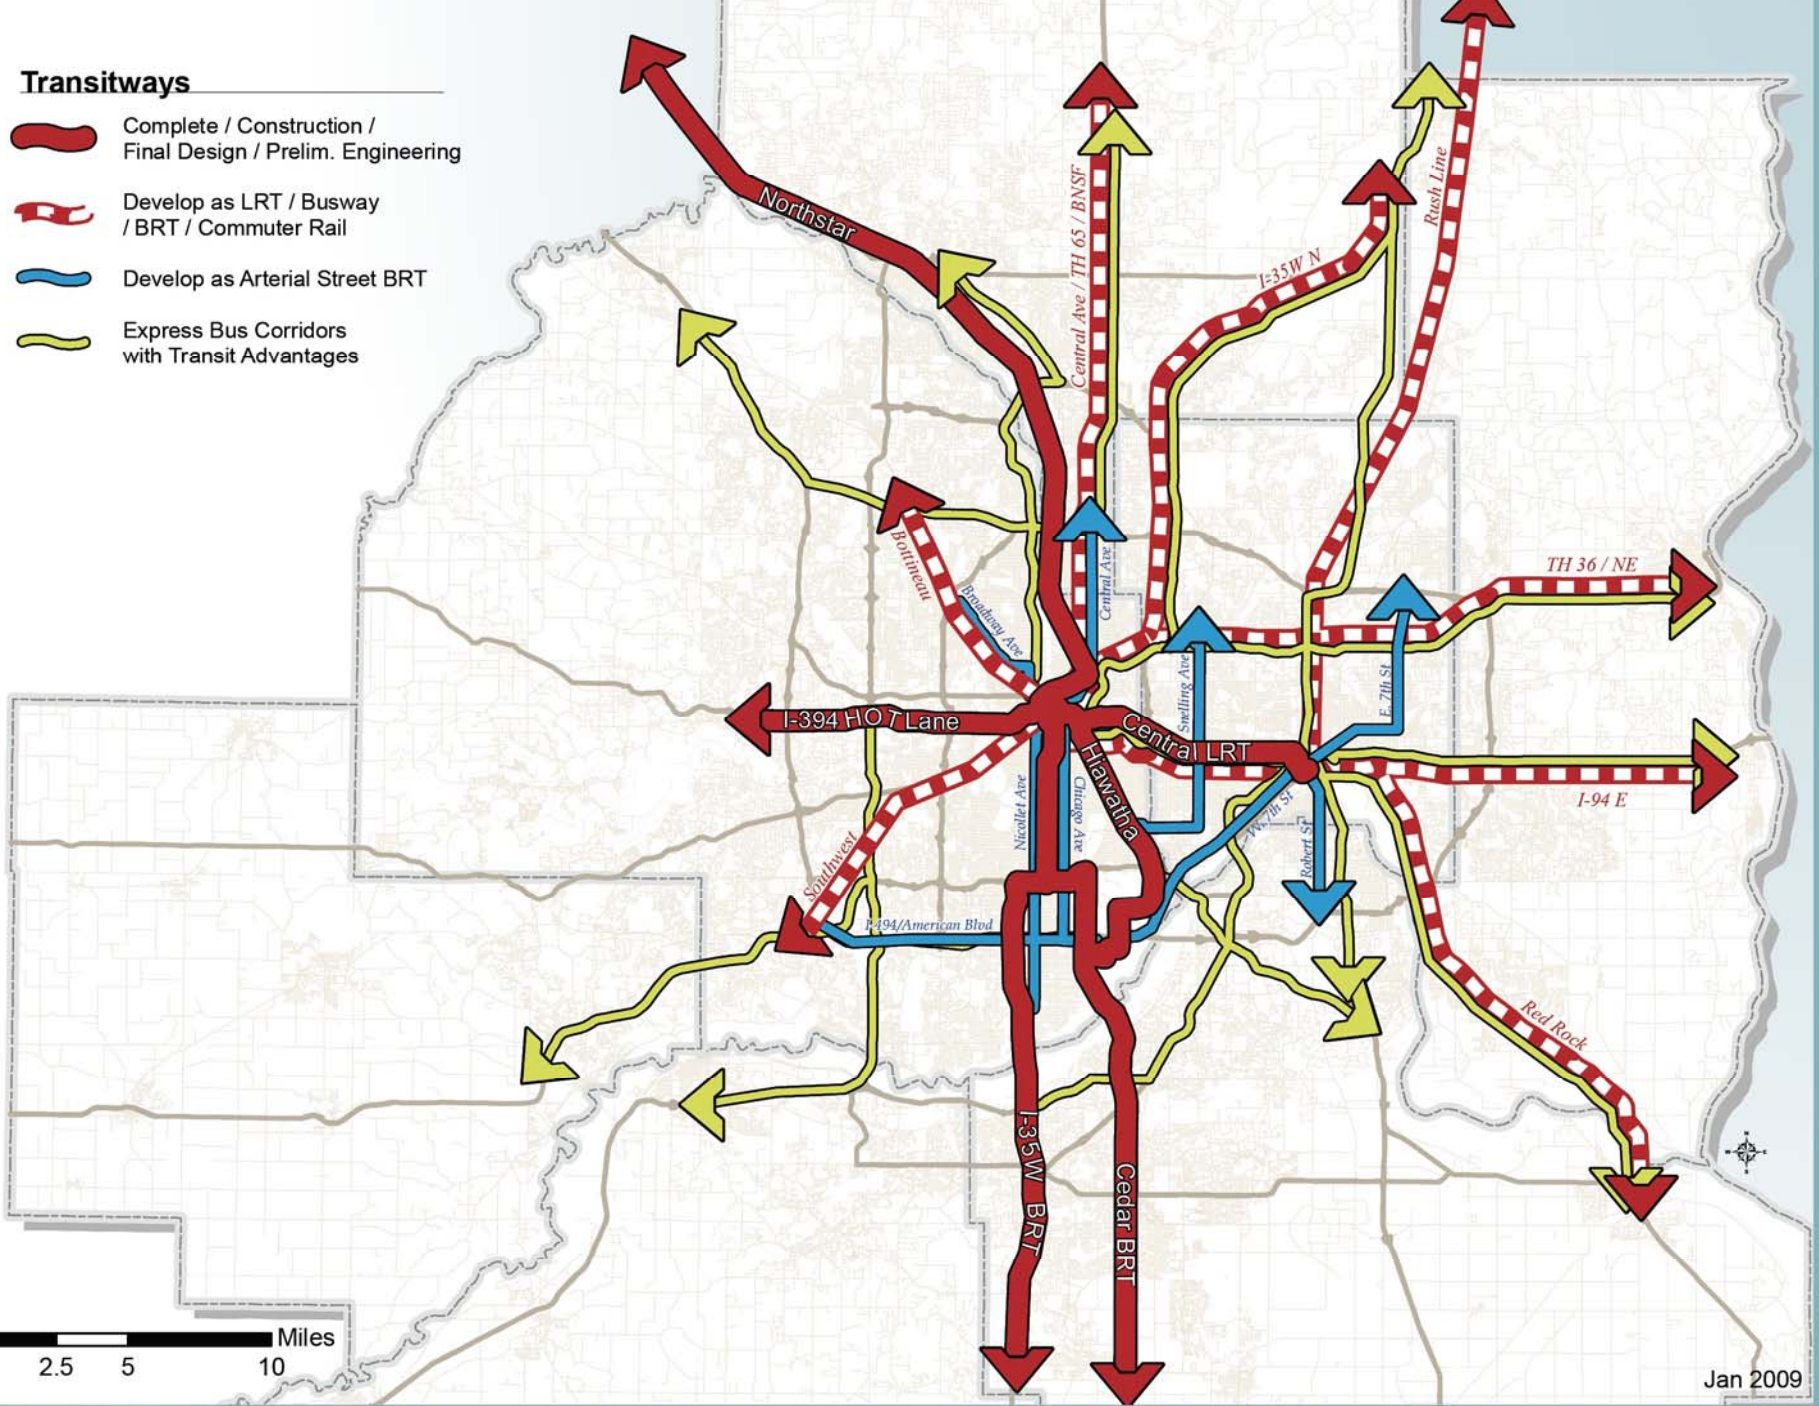 Transitways
Complete / Construction /
Final Design / Prelim. Engineering
Develop as LRT / Busway
/ BRT / Commuter Rail
Develop as Arterial Street BRT
Express Bus Corridors
with Transit Advantages
Northstar
Central Ave / TH 65 / BNSF
I-35W N
Rush Line
Bottineau
Broadway Ave
Central Ave
TH 36 / NE
Snelling Ave
E. 7th St
I-394 HOT Lane
Central LRT
Hiawatha
Nicollet Ave
Chicago Ave
W. 7th St
Robert St
I-94 E
Southwest
I-494/American Blvd
Red Rock
I-35W BRT
Cedar BRT
N
W
E
S
Miles
2.5
5
10
Jan 2009